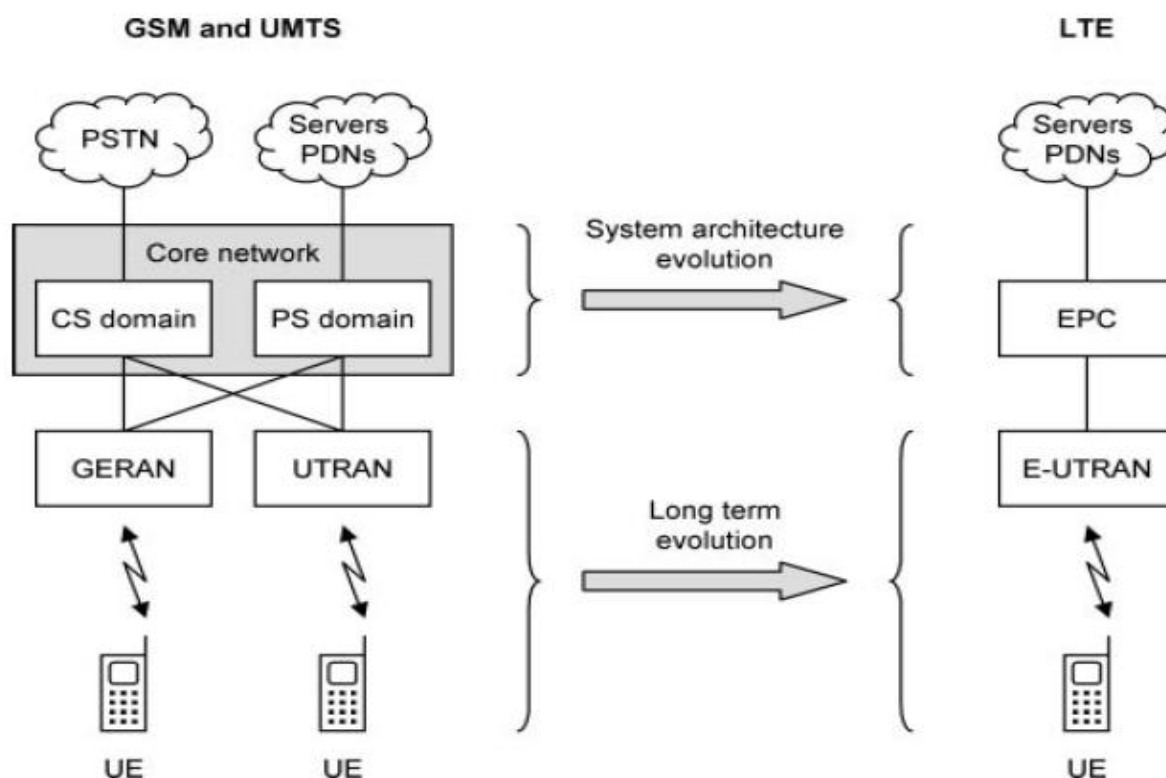 GSM and UMTS
LTE
PSTN
Servers
PDNs
Servers
PDNs
Core network
System architecture
evolution
CS domain
PS domain
EPC
GERAN
UTRAN
E-UTRAN
Long term
evolution
UE
UE
UE